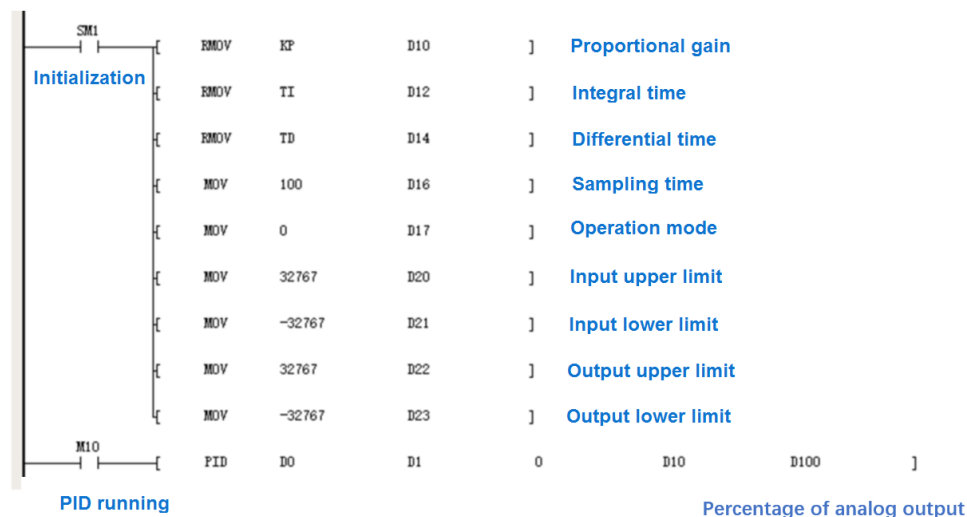 SM1
[ RMOV KP D10 ] Proportional gain
Initialization
[ RMOV TI D12 ] Integral time
[ RMOV TD D14 ] Differential time
[ MOV 100 D16 ] Sampling time
[ MOV 0 D17 ] Operation mode
[ MOV 32767 D20 ] Input upper limit
[ MOV -32767 D21 ] Input lower limit
[ MOV 32767 D22 ] Output upper limit
[ MOV -32767 D23 ] Output lower limit
M10
[ PID D0 D1 0 D10 D100 ]
PID running
Percentage of analog output